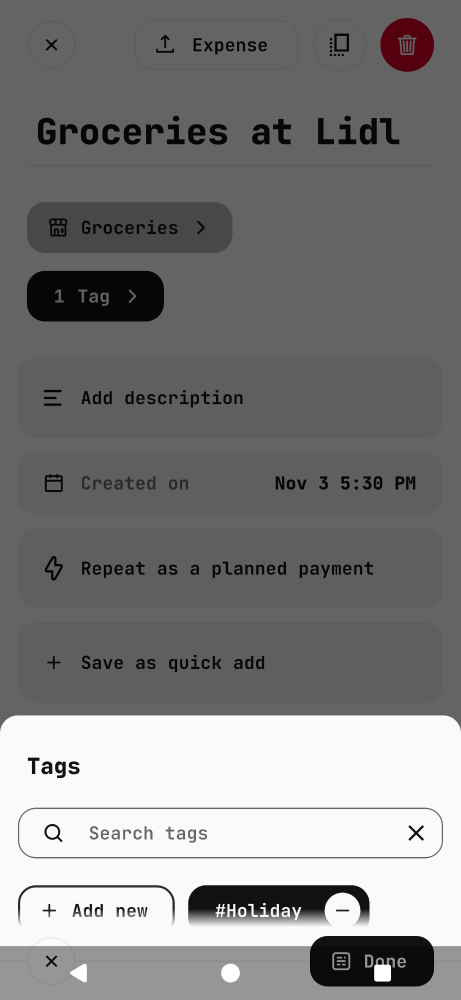 Expense
Groceries at Lidl
Groceries
1 Tag
Add description
Created on Nov 3 5:30 PM
Repeat as a planned payment
Save as quick add
Tags
Search tags
Add new #Holiday
Done